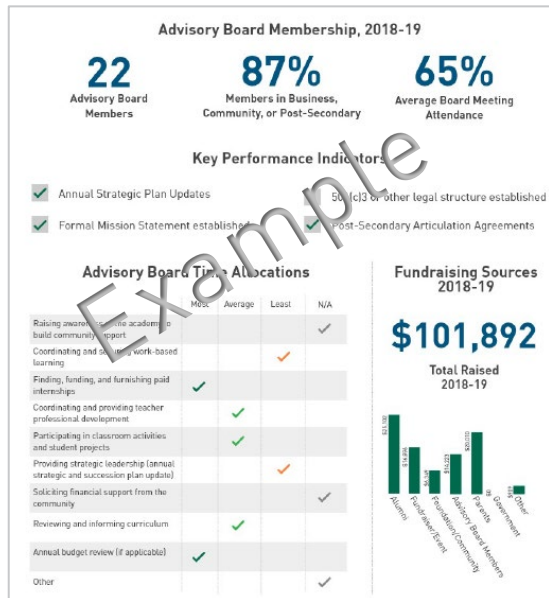 Advisory Board Membership, 2018-19
22
Advisory Board
Members
87%
Members in Business,
Community, or Post-Secondary
65%
Average Board Meeting
Attendance
Key Performance Indicators
Annual Strategic Plan Updates
or other legal structure established
Formal Mission Statement established
Post-Secondary Articulation Agreements
Example
Advisory Board Time Allocations
Most Average Least N/A
Raising academy to
build community support
Coordinating and work-based
learning
Finding, funding, and furnishing paid
internships
Coordinating and providing teacher
professional development
Participating in classroom activities
and student projects
Providing strategic leadership (annual
strategic and succession plan update)
Soliciting financial support from the
community
Reviewing and informing curriculum
Annual budget review (if applicable)
Other
Fundraising Sources
2018-19
$101,892
Total Raised
2018-19
$14,223
$20,070
$0
Alumni
Fundraiser/Event
Foundation/Community
Advisory Board Members
Parents
Government
Other